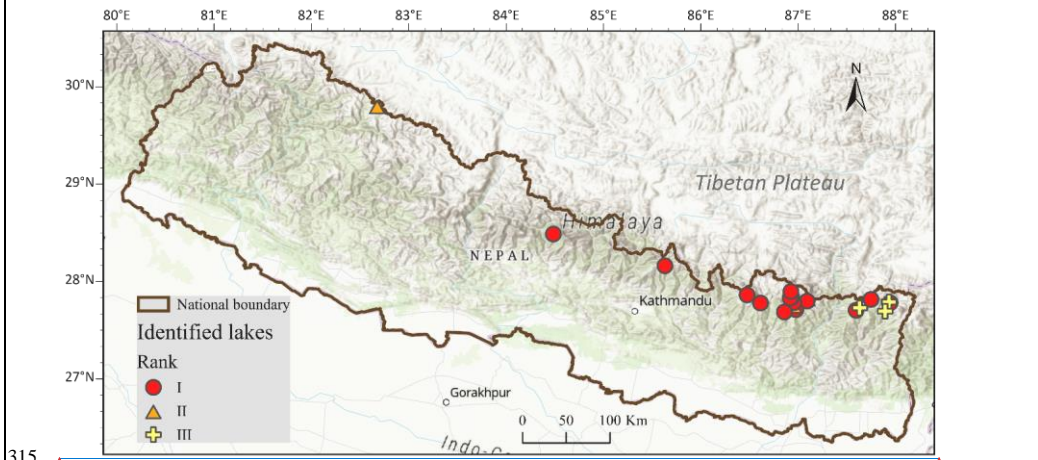 80°E 81°E 82°E 83°E 84°E 85°E 86°E 87°E 88°E
30°N
N
29°N
Tibetan Plateau
Himalaya
NEPAL
28°N
Kathmandu
National boundary
Identified lakes
Rank
27°N
I
Gorakhpur
II
0 50 100 Km
III
Indo-G
315